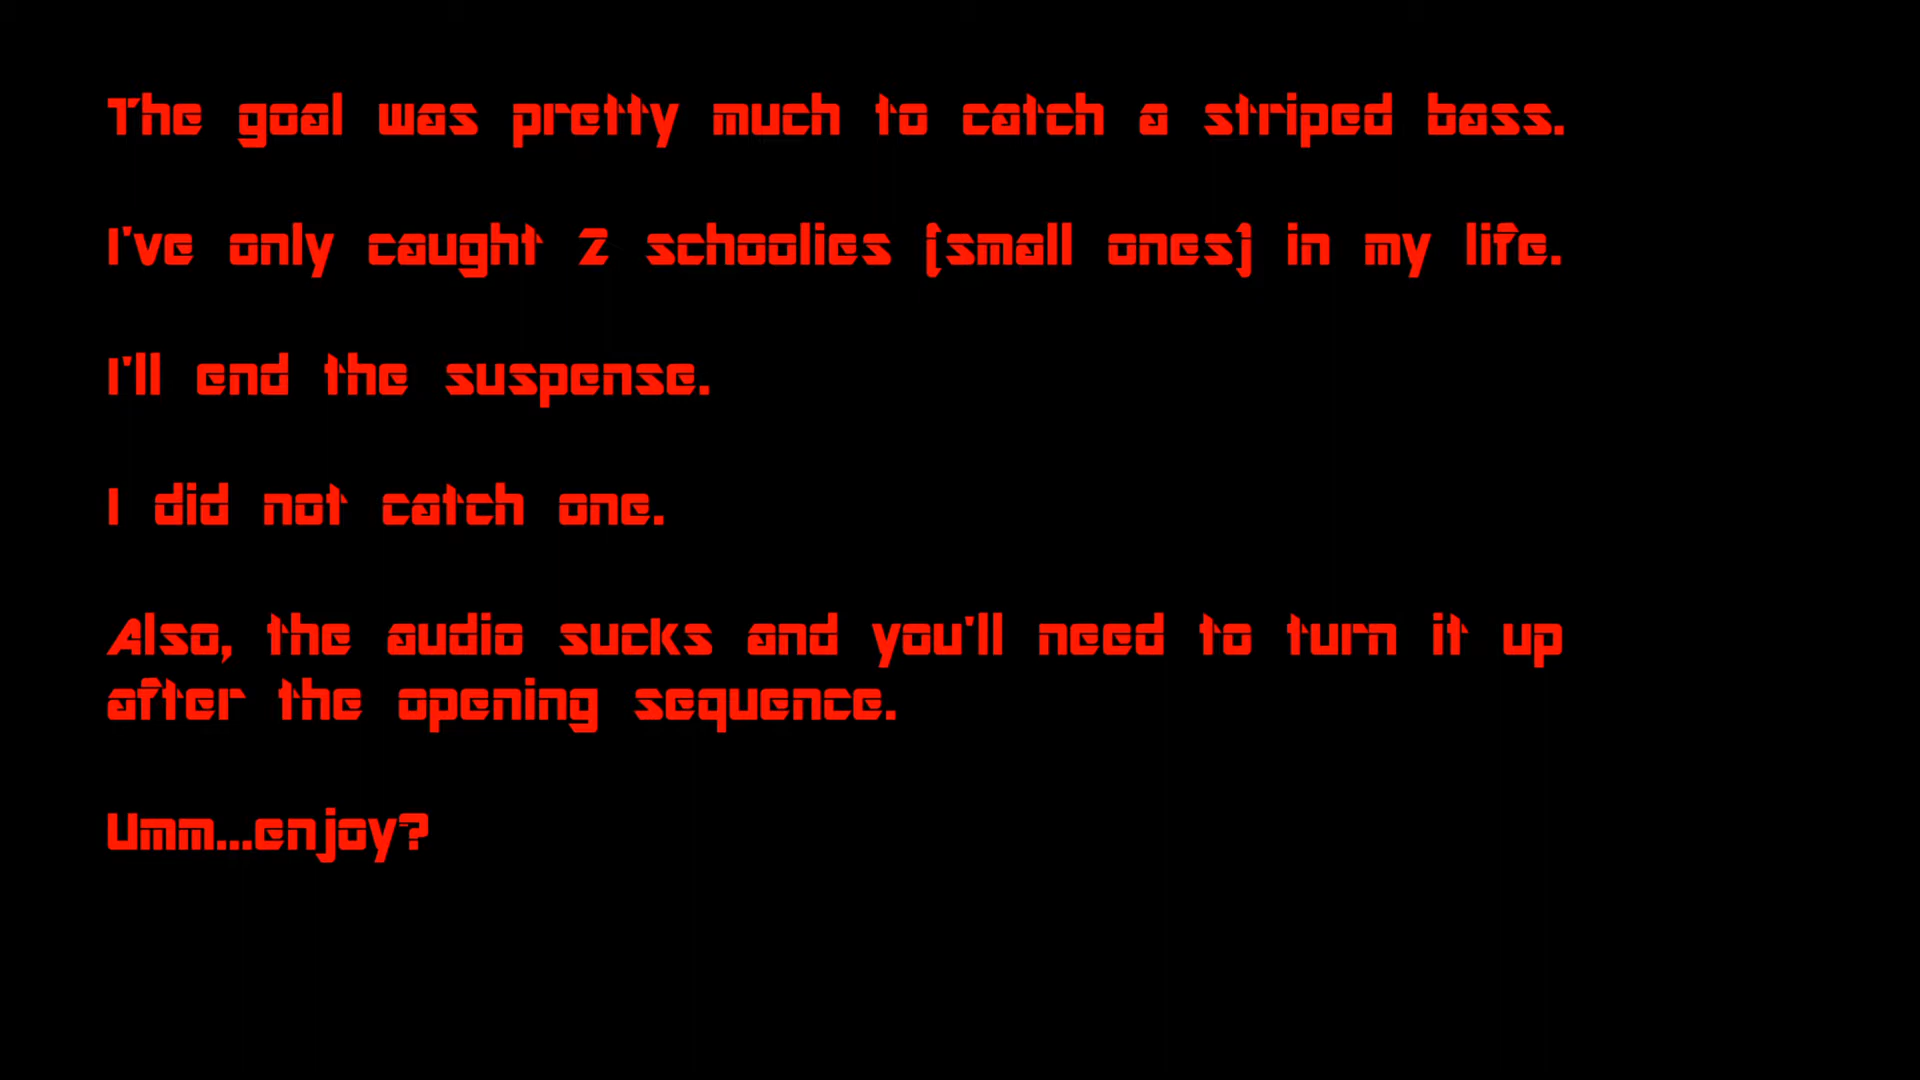 The goal was pretty much to catch a striped bass.
I've only caught 2 schoolies (small ones) in my life.
I'll end the suspense.
I did not catch one.
Also, the audio sucks and you'll need to turn it up
after the opening sequence.
Umm...enjoy?